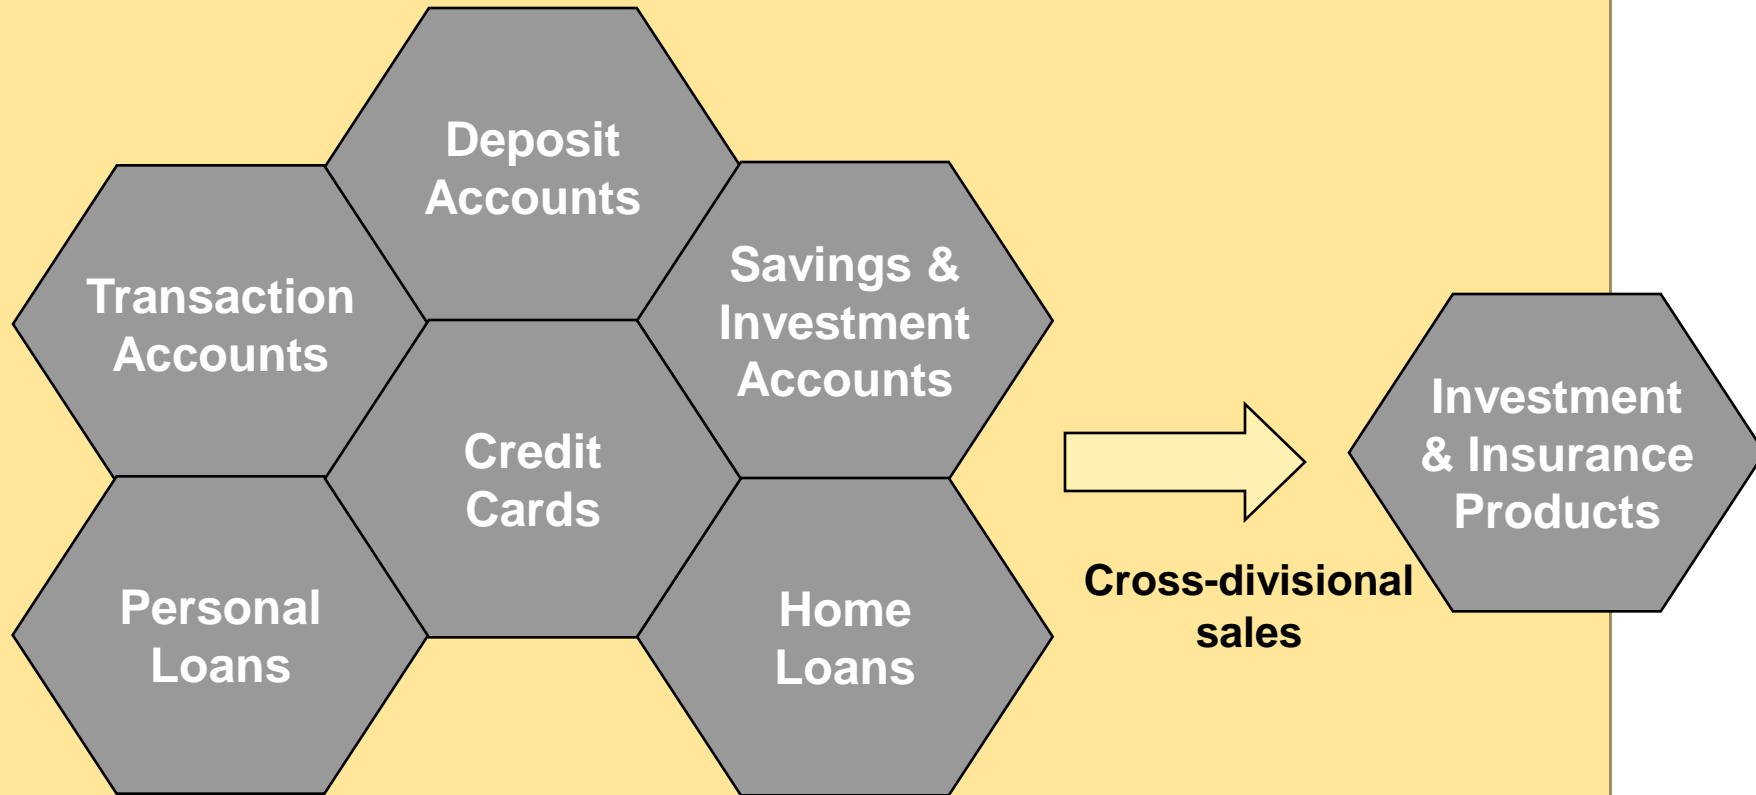 Deposit
Accounts
Transaction
Accounts
Savings &
Investment
Accounts
Credit
Cards
Personal
Loans
Home
Loans
Cross-divisional
sales
Investment
& Insurance
Products